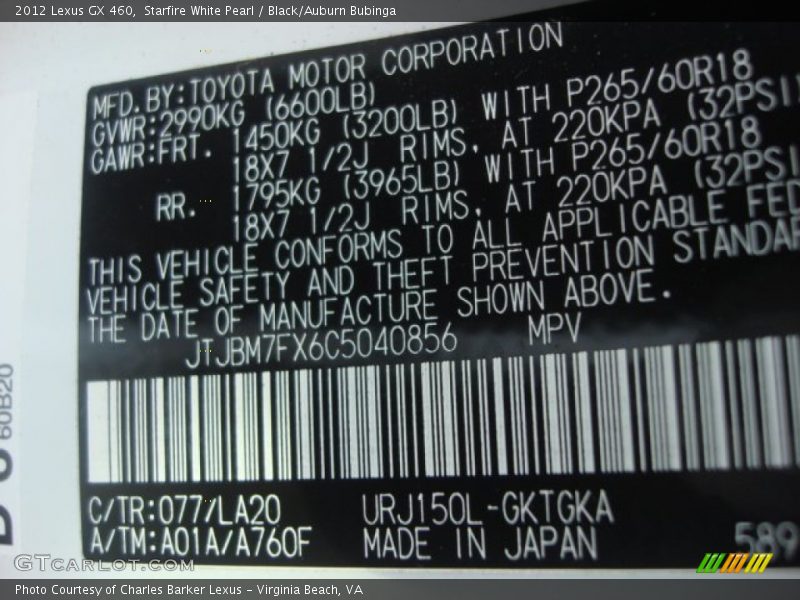 2012 Lexus GX 460, Starfire White Pearl / Black/Auburn Bubinga
MFD. BY: TOYOTA MOTOR CORPORATION
GVWR: 2990KG (6600LB)
GAWR: FRT. 1450KG (3200LB) WITH P265/60R18
18X7 1/2J RIMS, AT 220KPA (32PSI)
RR. 1795KG (3965LB) WITH P265/60R18
18X7 1/2J RIMS, AT 220KPA (32PSI
THIS VEHICLE CONFORMS TO ALL APPLICABLE FED
VEHICLE SAFETY AND THEFT PREVENTION STANDAR
THE DATE OF MANUFACTURE SHOWN ABOVE.
JTJBM7FX6C5040856 MPV
C/TR: 077/LA20 URJ150L-GKTGKA
A/TM: A01A/A760F MADE IN JAPAN
589
60B20
GTCARLOT.COM
Photo Courtesy of Charles Barker Lexus - Virginia Beach, VA